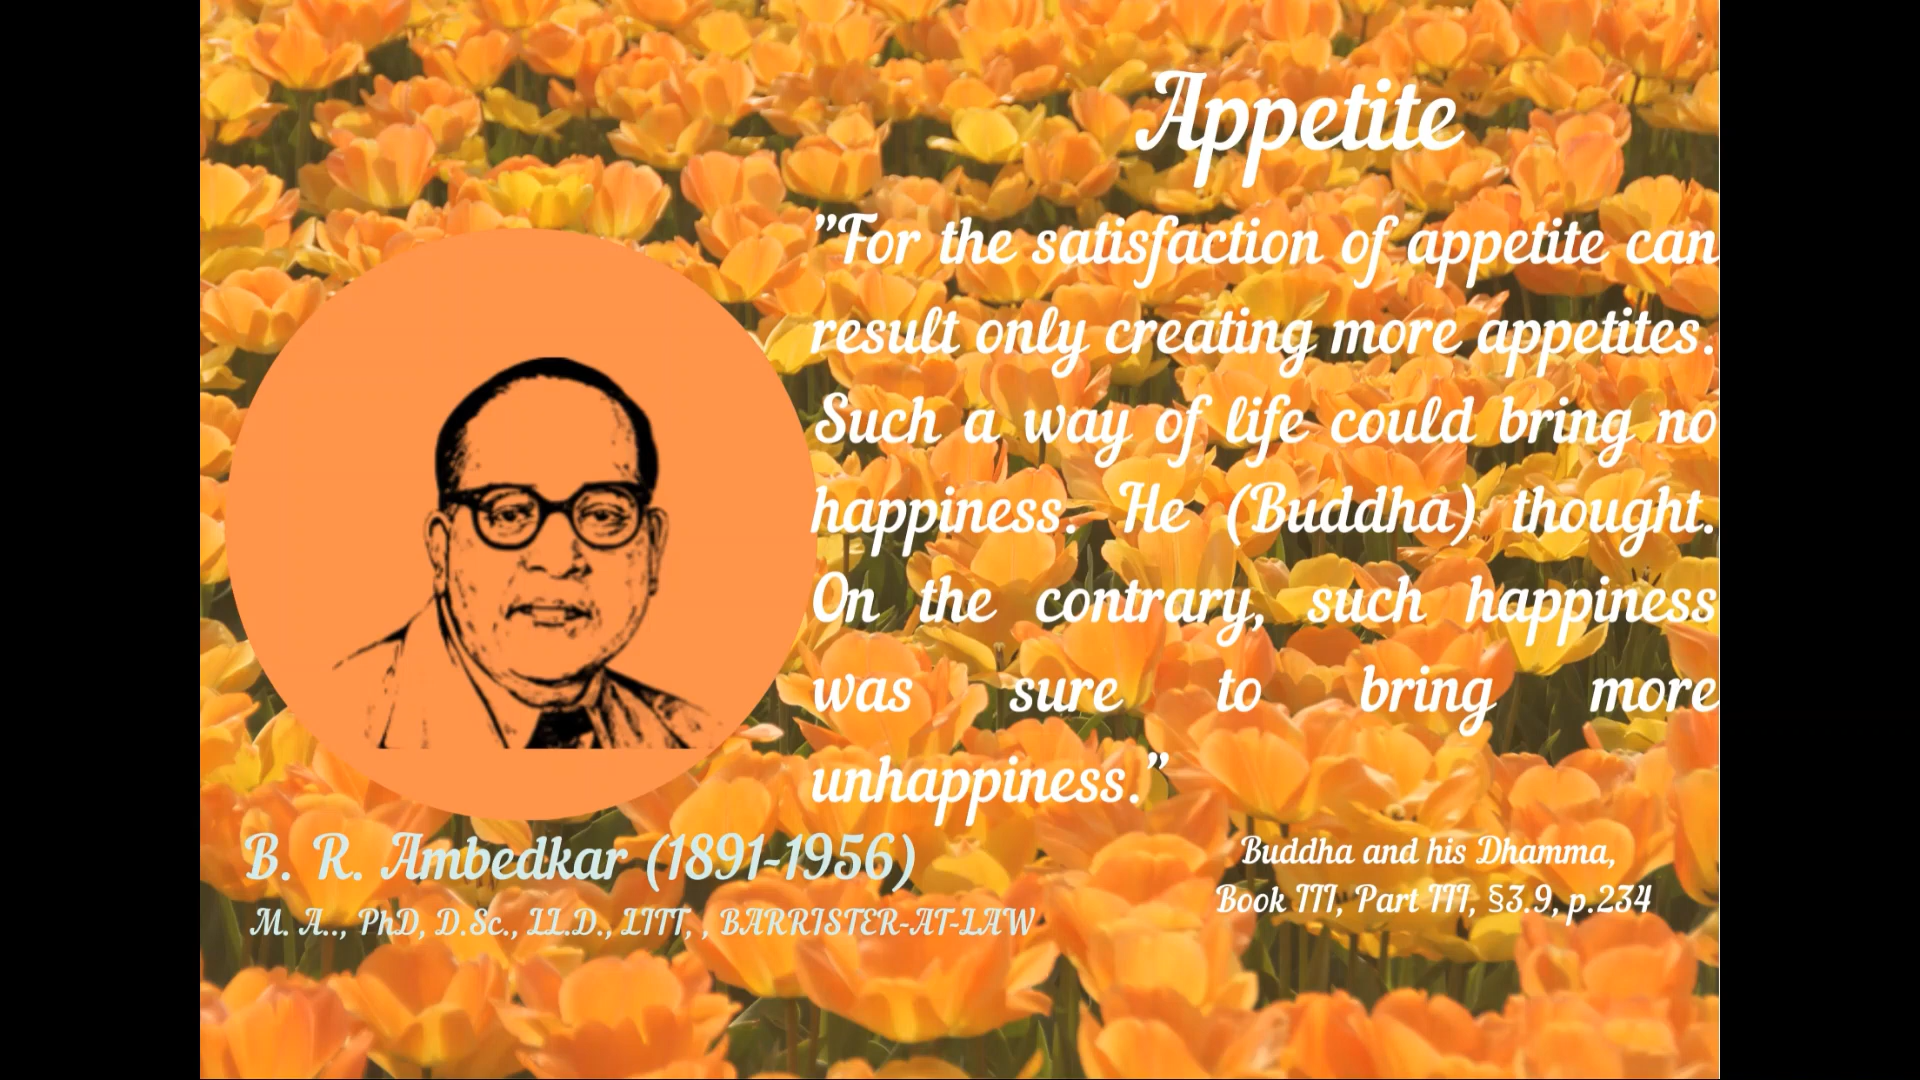 Appetite
"For the satisfaction of appetite can
result only creating more appetites.
Such a way of life could bring no
happiness. He (Buddha) thought.
On the contrary, such happiness
was sure to bring more
unhappiness."
B. R. Ambedkar (1891-1956)
M. A.., PhD, D.Sc., LL.D., LITT, , BARRISTER-AT-LAW
Buddha and his Dhamma,
Book III, Part III, §3.9, p.234